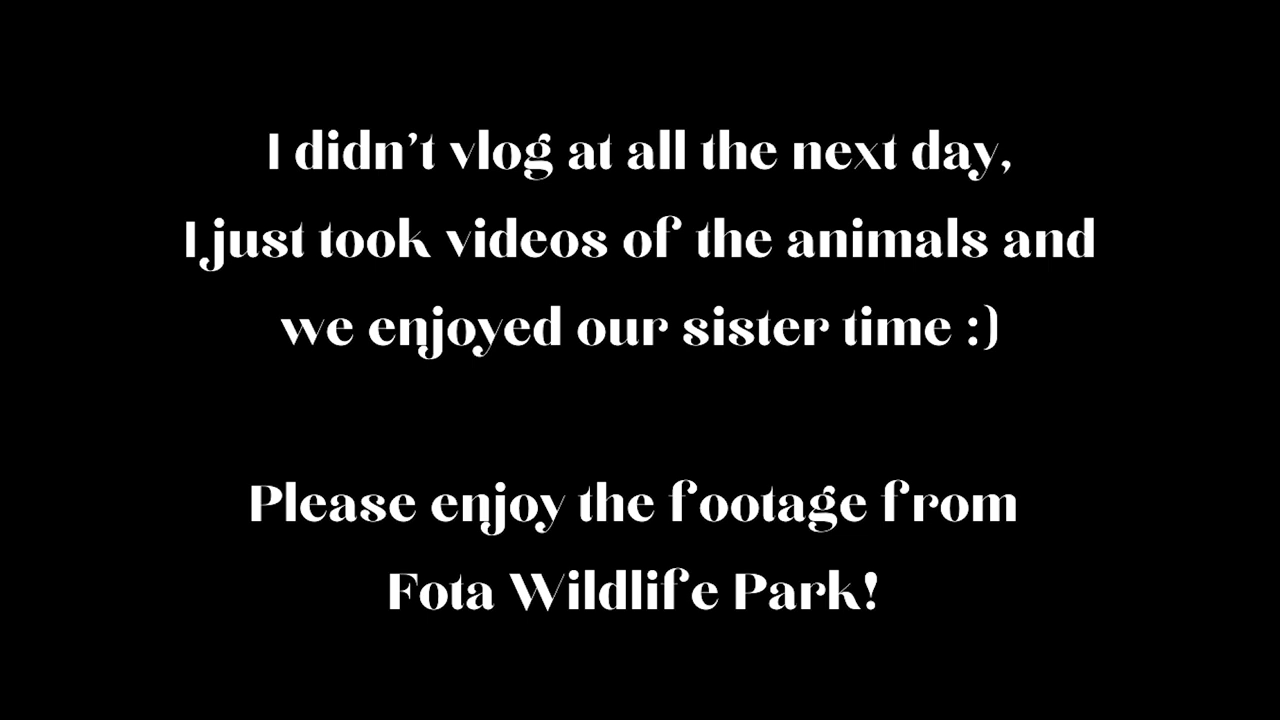 I didn't vlog at all the next day,
I just took videos of the animals and
we enjoyed our sister time :)
Please enjoy the footage from
Fota Wildlife Park!